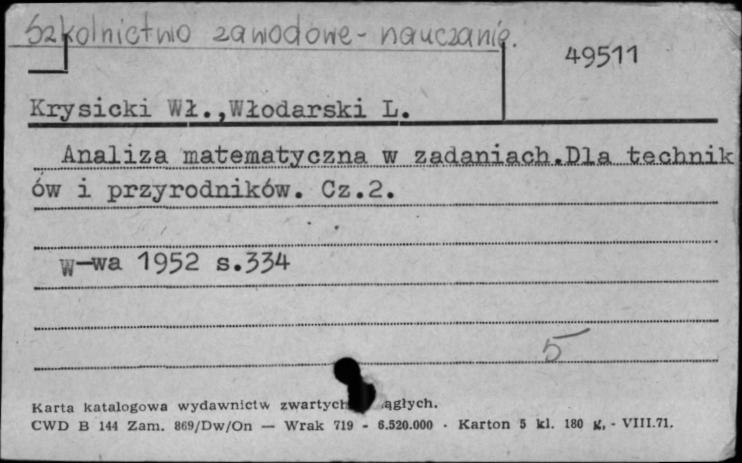 Szkolnictwo zawodowe - nauczanie.
49511
Krysicki Wł.,Włodarski L.
Analiza matematyczna w zadaniach.Dla technik
ów i przyrodników. Cz.2.
W-wa 1952 s.334
5
Karta katalogowa wydawnictw zwartych ągłych.
CWD B 144 Zam. 869/Dw/On — Wrak 719 - 6.520.000 - Karton 5 kl. 180 g, - VIII.71.